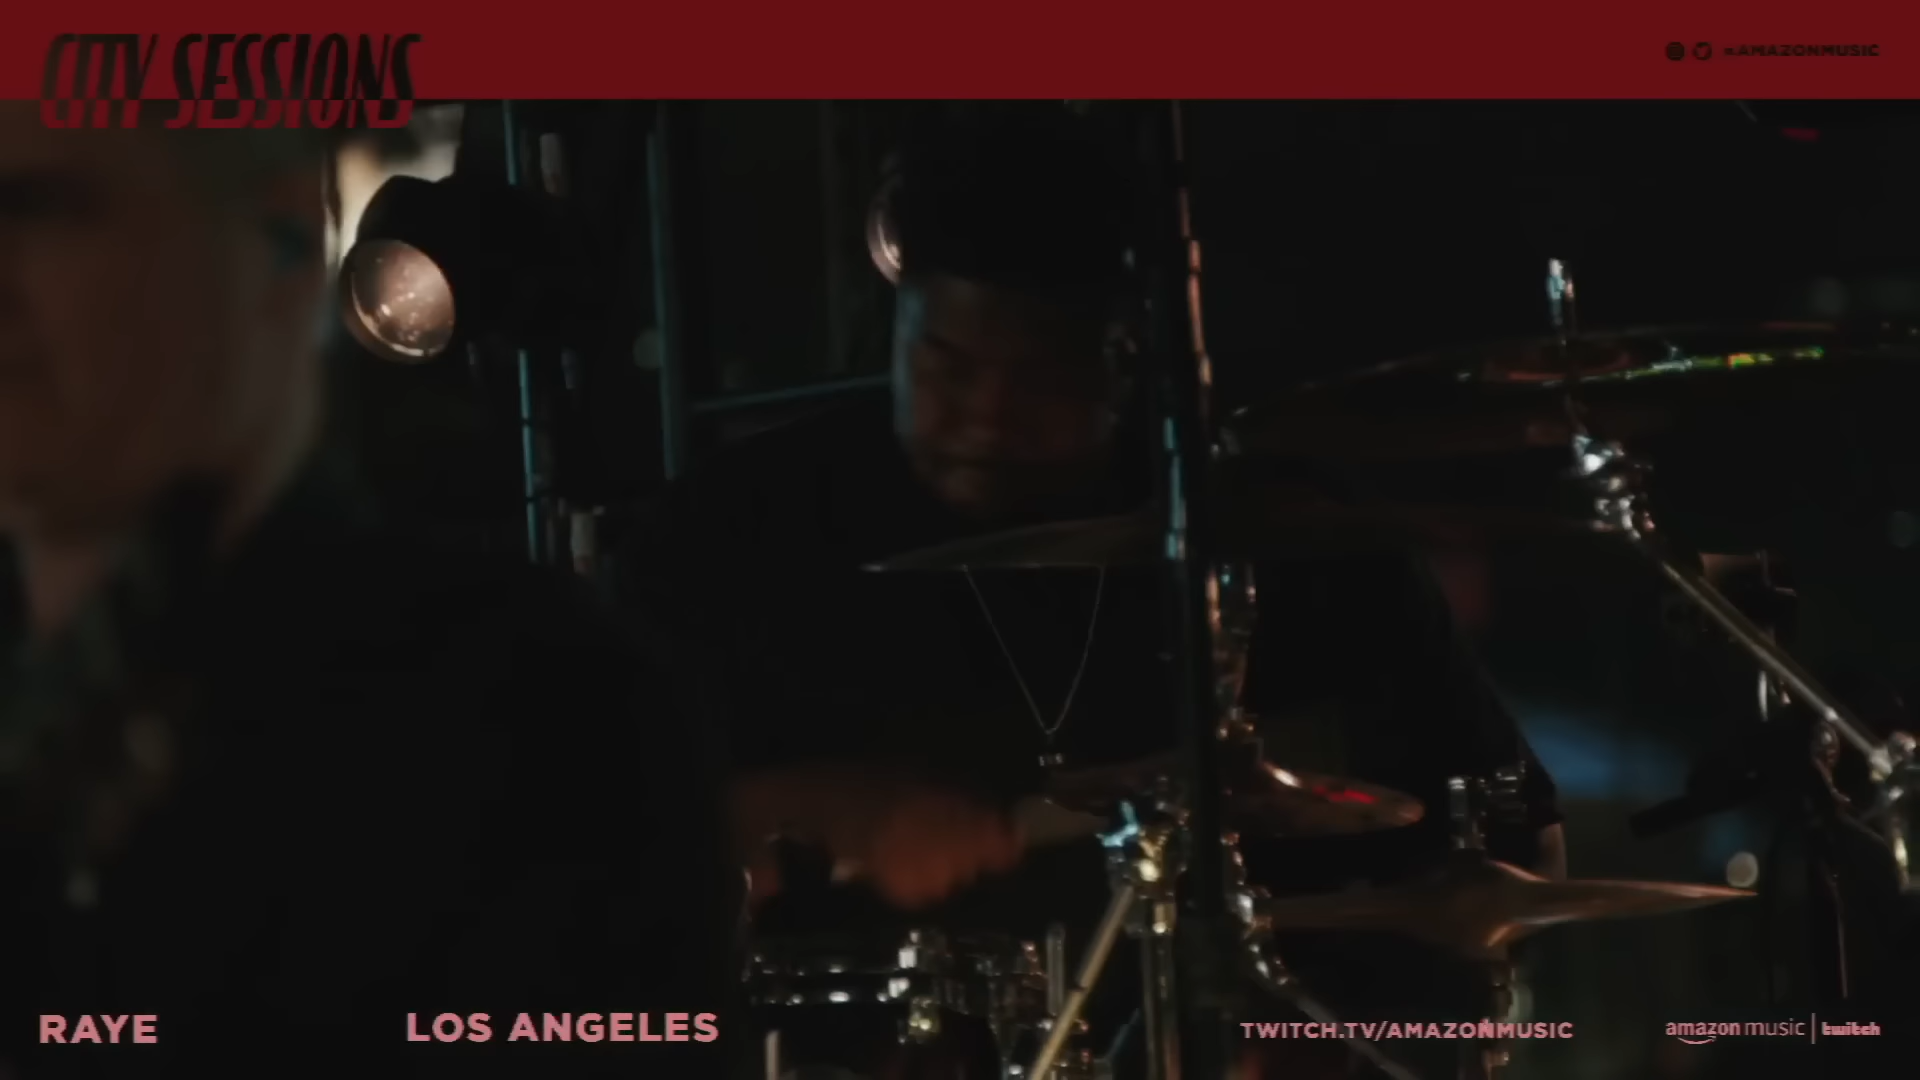 CITY SESSIONS
@AMAZONMUSIC
RAYE
LOS ANGELES
TWITCH.TV/AMAZONMUSIC
amazon music | twitch